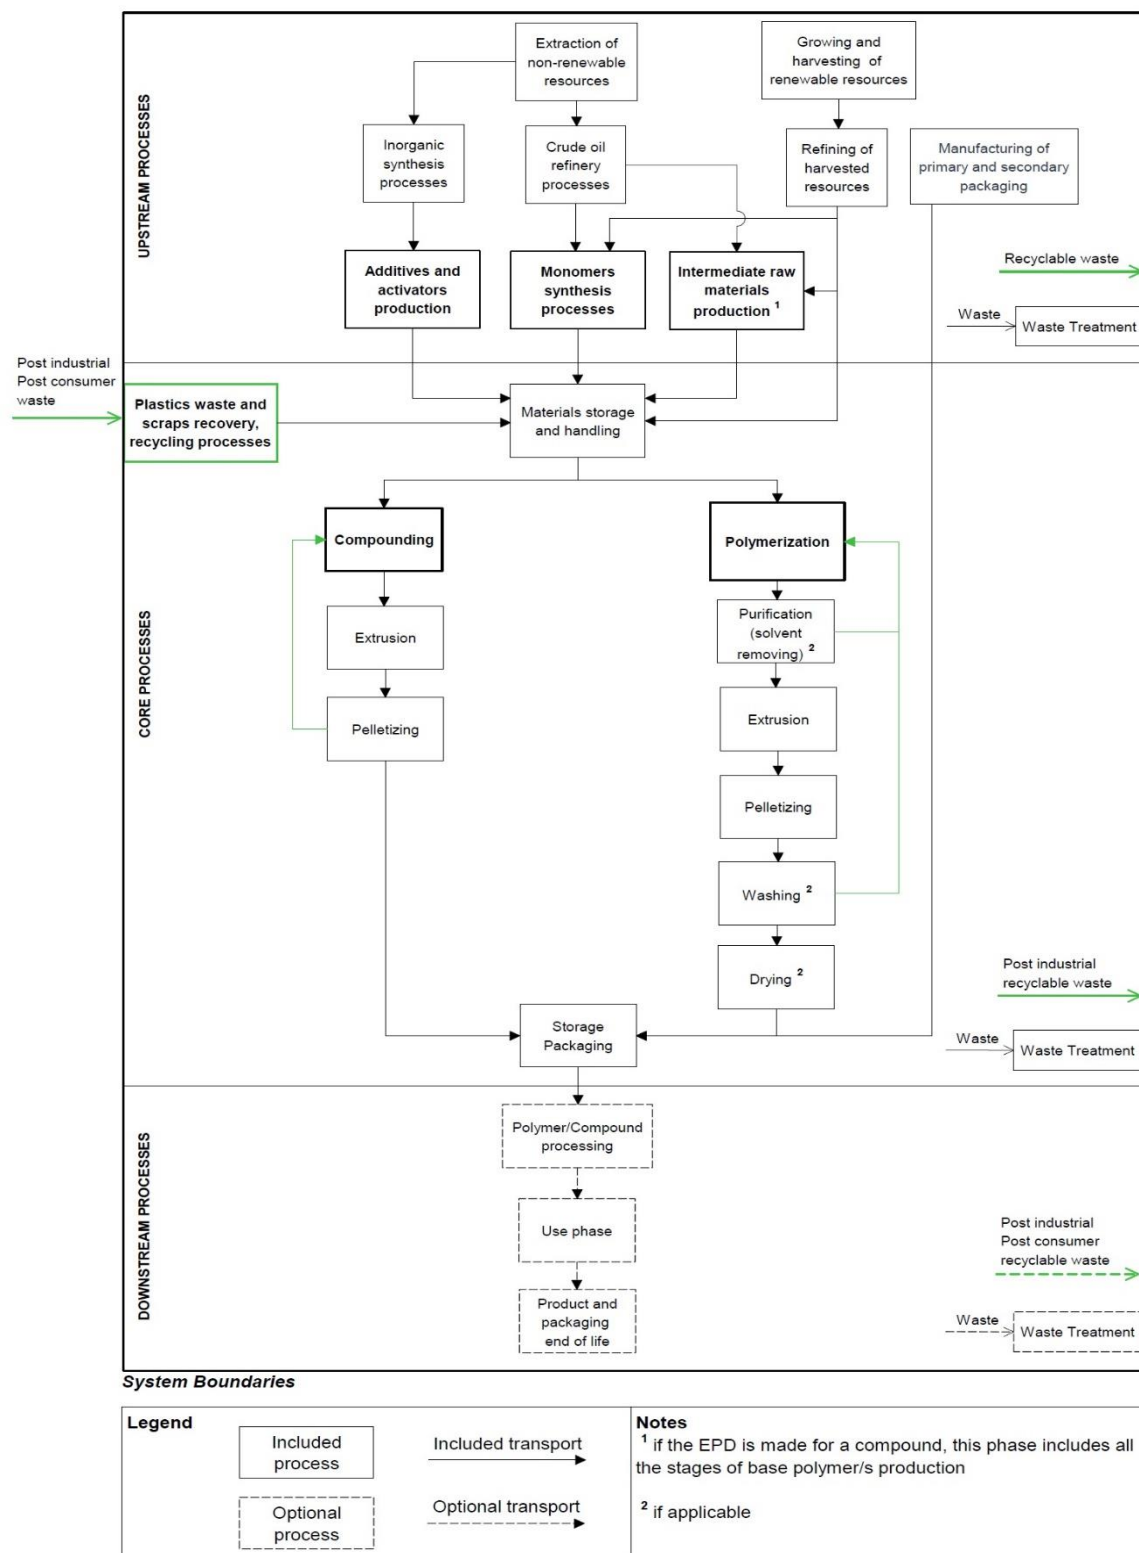 UPSTREAM PROCESSES
Extraction of
non-renewable
resources
Growing and
harvesting of
renewable resources
Inorganic
synthesis
processes
Crude oil
refinery
processes
Refining of
harvested
resources
Manufacturing of
primary and secondary
packaging
Additives and
activators
production
Monomers
synthesis
processes
Intermediate raw
materials
production 1
Recyclable waste
Waste
Waste Treatment
Post industrial
Post consumer
waste
CORE PROCESSES
Plastics waste and
scraps recovery,
recycling processes
Materials storage
and handling
Compounding
Extrusion
Pelletizing
Polymerization
Purification
(solvent
removing) 2
Extrusion
Pelletizing
Washing 2
Drying 2
Storage
Packaging
Post industrial
recyclable waste
Waste
Waste Treatment
DOWNSTREAM PROCESSES
Polymer/Compound
processing
Use phase
Product and
packaging
end of life
Post industrial
Post consumer
recyclable waste
Waste
Waste Treatment
System Boundaries
Legend
Included
process
Included transport
Optional
process
Optional transport
Notes
1 if the EPD is made for a compound, this phase includes all
the stages of base polymer/s production
2 if applicable